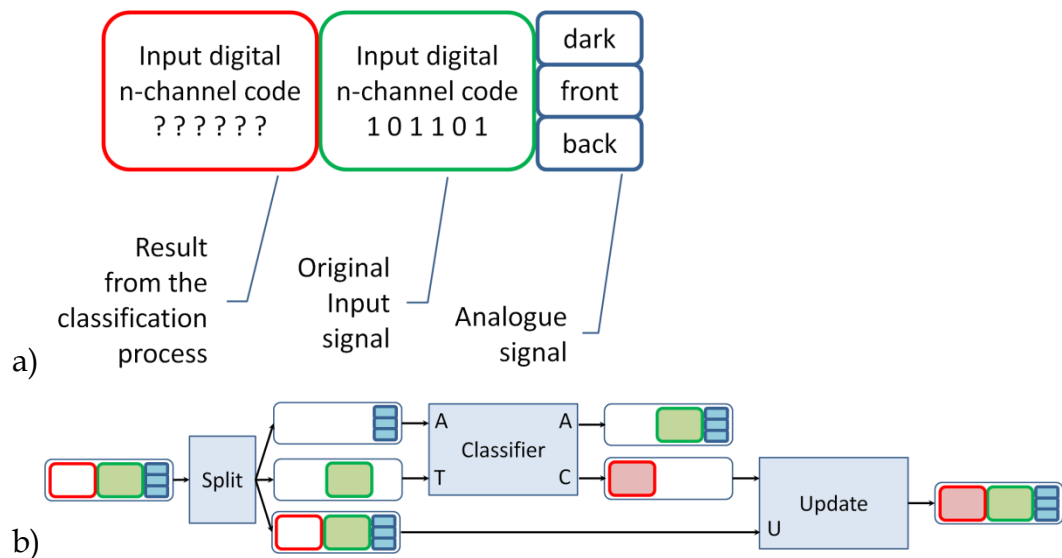 Input digital
n-channel code
? ? ? ? ? ?
Input digital
n-channel code
1 0 1 1 0 1
dark
front
back
Result
from the
classification
process
Original
Input
signal
Analogue
signal
a)
Split
A
T
Classifier
A
C
U
Update
b)